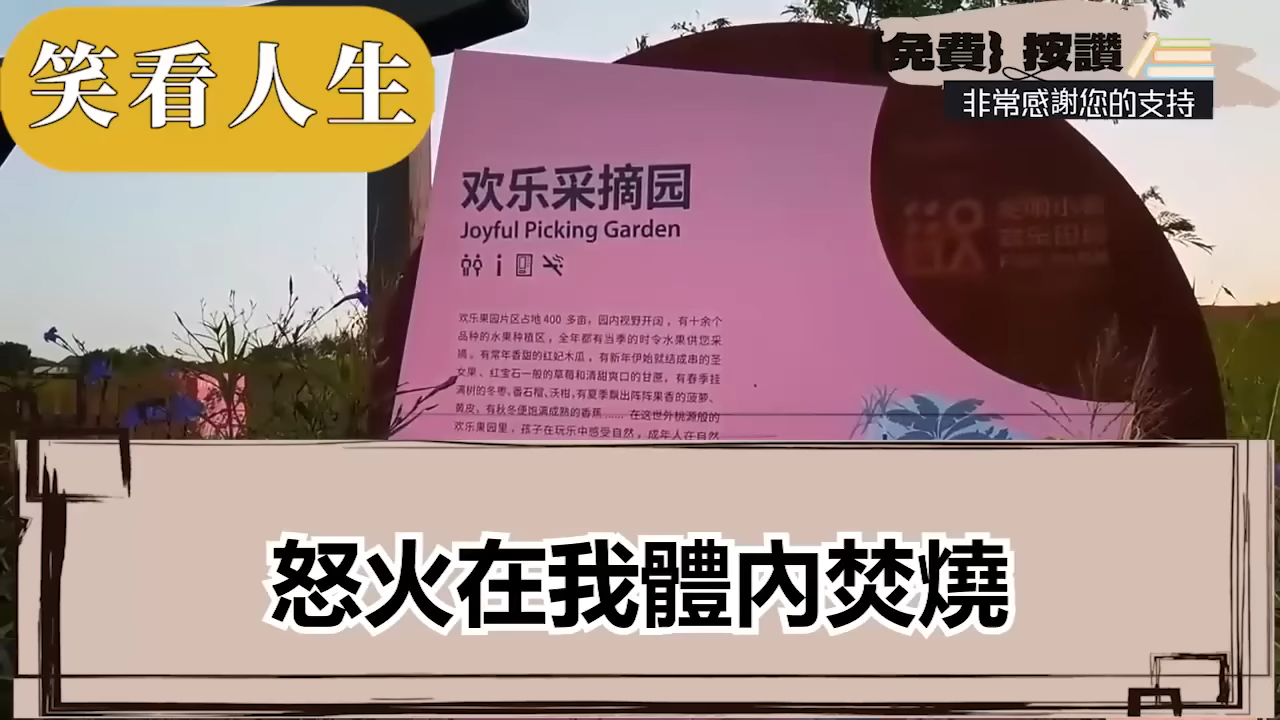 笑看人生
{免費} 按讚
非常感謝您的支持
欢乐采摘园
Joyful Picking Garden
欢乐果园片区占地 400 多亩，园内视野开阔，有十余个
品种的水果种植区，全年都有当季的时令水果供您采
摘。有常年香甜的红妃木瓜，有新年伊始就结成串的圣
女果、红宝石一般的草莓和清甜爽口的甘蔗，有春季挂
满树的冬枣、番石榴、沃柑，有夏季飘出阵阵果香的菠萝、
黄皮，有秋冬便饱满成熟的香蕉……在这世外桃源般的
欢乐果园里，孩子在玩乐中感受自然，成年人在自然
怒火在我體內焚燒